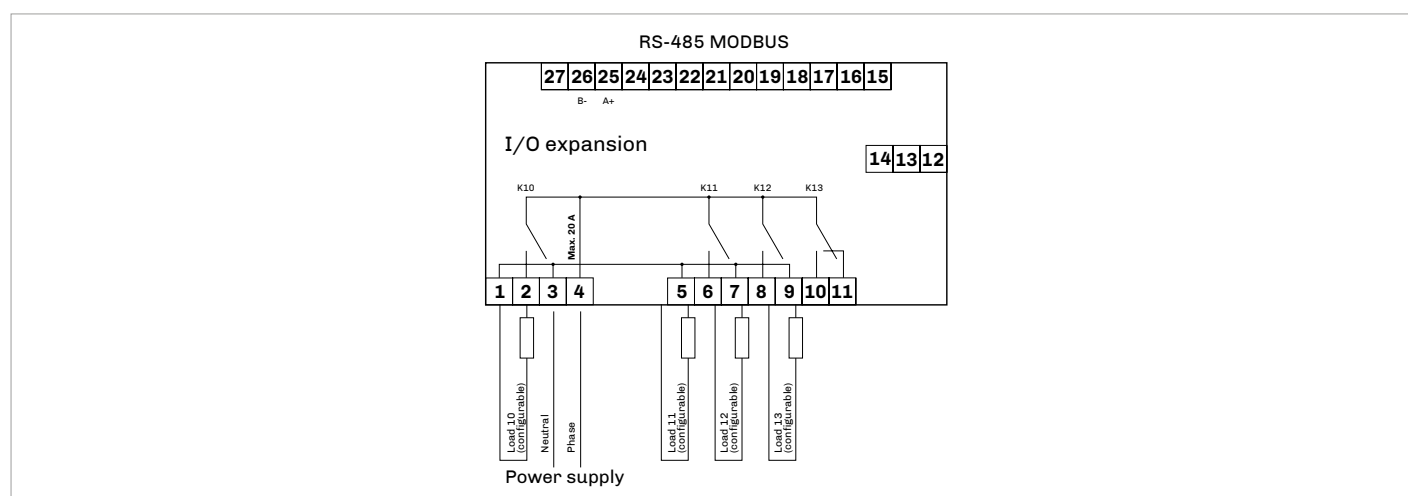 RS-485 MODBUS
27 26 25 24 23 22 21 20 19 18 17 16 15
B- A+
I/O expansion
14 13 12
K10 K11 K12 K13
Max. 20 A
1 2 3 4 5 6 7 8 9 10 11
Load 10
(configurable)
Neutral
Phase
Load 11
(configurable)
Load 12
(configurable)
Load 13
(configurable)
Power supply